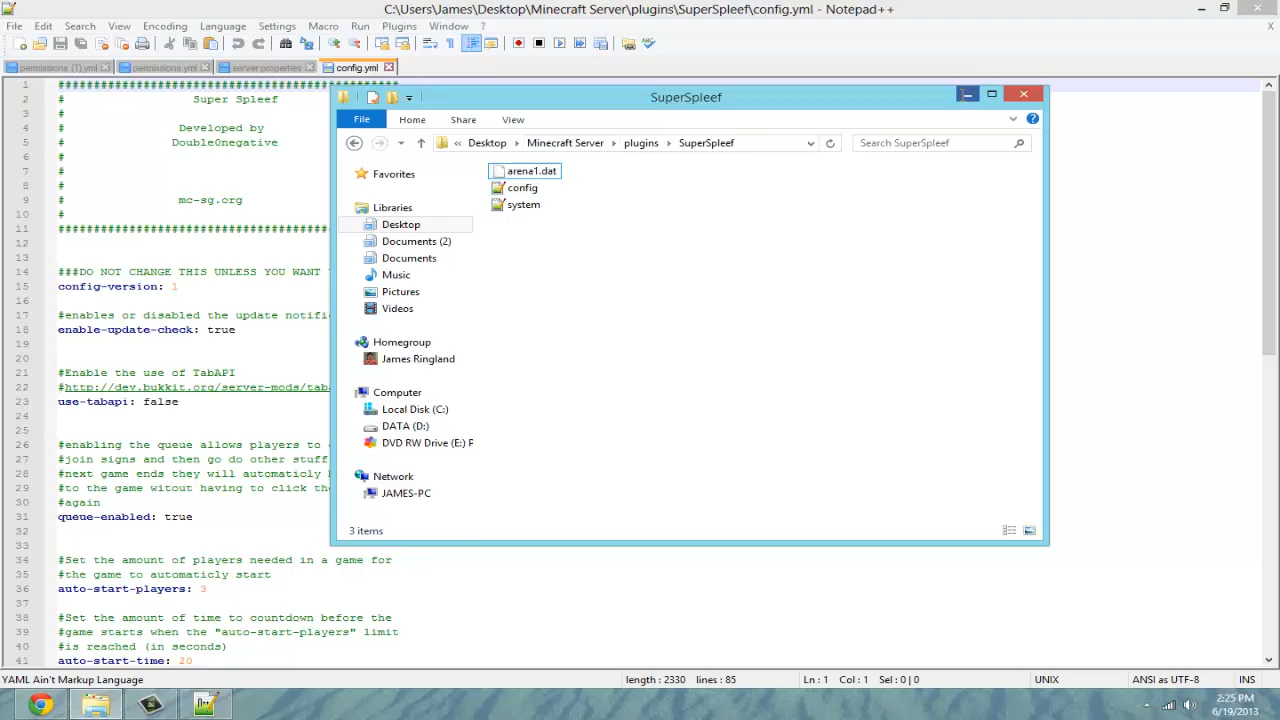 C:\Users\James\Desktop\Minecraft Server\plugins\SuperSpleef\config.yml - Notepad++
File Edit Search View Encoding Language Settings Macro Run Plugins Window ?
X
permissions (1).yml permissions.yml server.properties config.yml
1 ################################################
2 # Super Spleef
3 #
4 # Developed by
5 # Double0negative
6 #
7 #
8 #
9 # mc-sg.org
10 #
11 ######################################
12
13
14 ###DO NOT CHANGE THIS UNLESS YOU WANT
15 config-version: 1
16
17 #enables or disabled the update notifi
18 enable-update-check: true
19
20
21 #Enable the use of TabAPI
22 #http://dev.bukkit.org/server-mods/tab
23 use-tabapi: false
24
25
26 #enabling the queue allows players to
27 #join signs and then go do other stuff
28 #next game ends they will automaticly
29 #to the game witout having to click the
30 #again
31 queue-enabled: true
32
33
34 #Set the amount of players needed in a game for
35 #the game to automaticly start
36 auto-start-players: 3
37
38 #Set the amount of time to countdown before the
39 #game starts when the "auto-start-players" limit
40 #is reached (in seconds)
41 auto-start-time: 20
SuperSpleef
File Home Share View
« Desktop Minecraft Server plugins SuperSpleef Search SuperSpleef
Favorites
Libraries
Desktop
Documents (2)
Documents
Music
Pictures
Videos
Homegroup
James Ringland
Computer
Local Disk (C:)
DATA (D:)
DVD RW Drive (E:) P
Network
JAMES-PC
arena1.dat
config
system
3 items
YAML Ain't Markup Language length : 2330 lines : 85 Ln : 1 Col : 1 Sel : 0 | 0 UNIX ANSI as UTF-8 INS
2:25 PM
6/19/2013